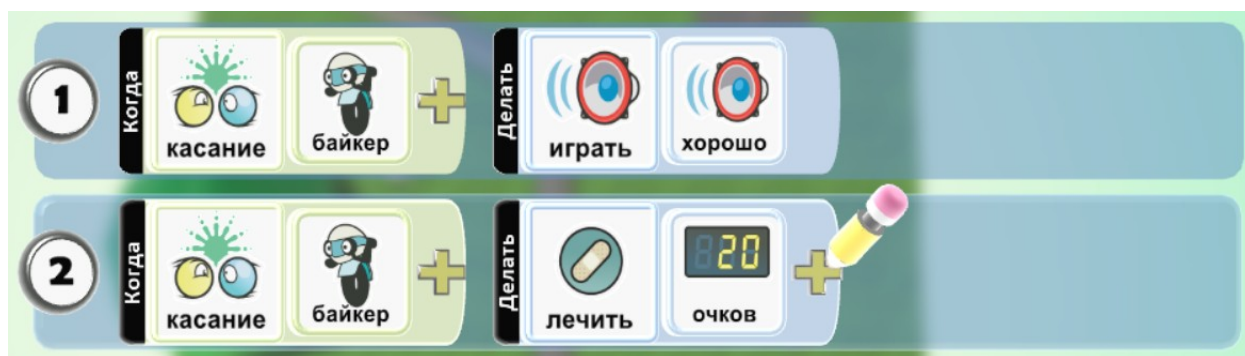 1
Когда
касание
байкер
Делать
играть
хорошо
2
Когда
касание
байкер
Делать
лечить
20
очков